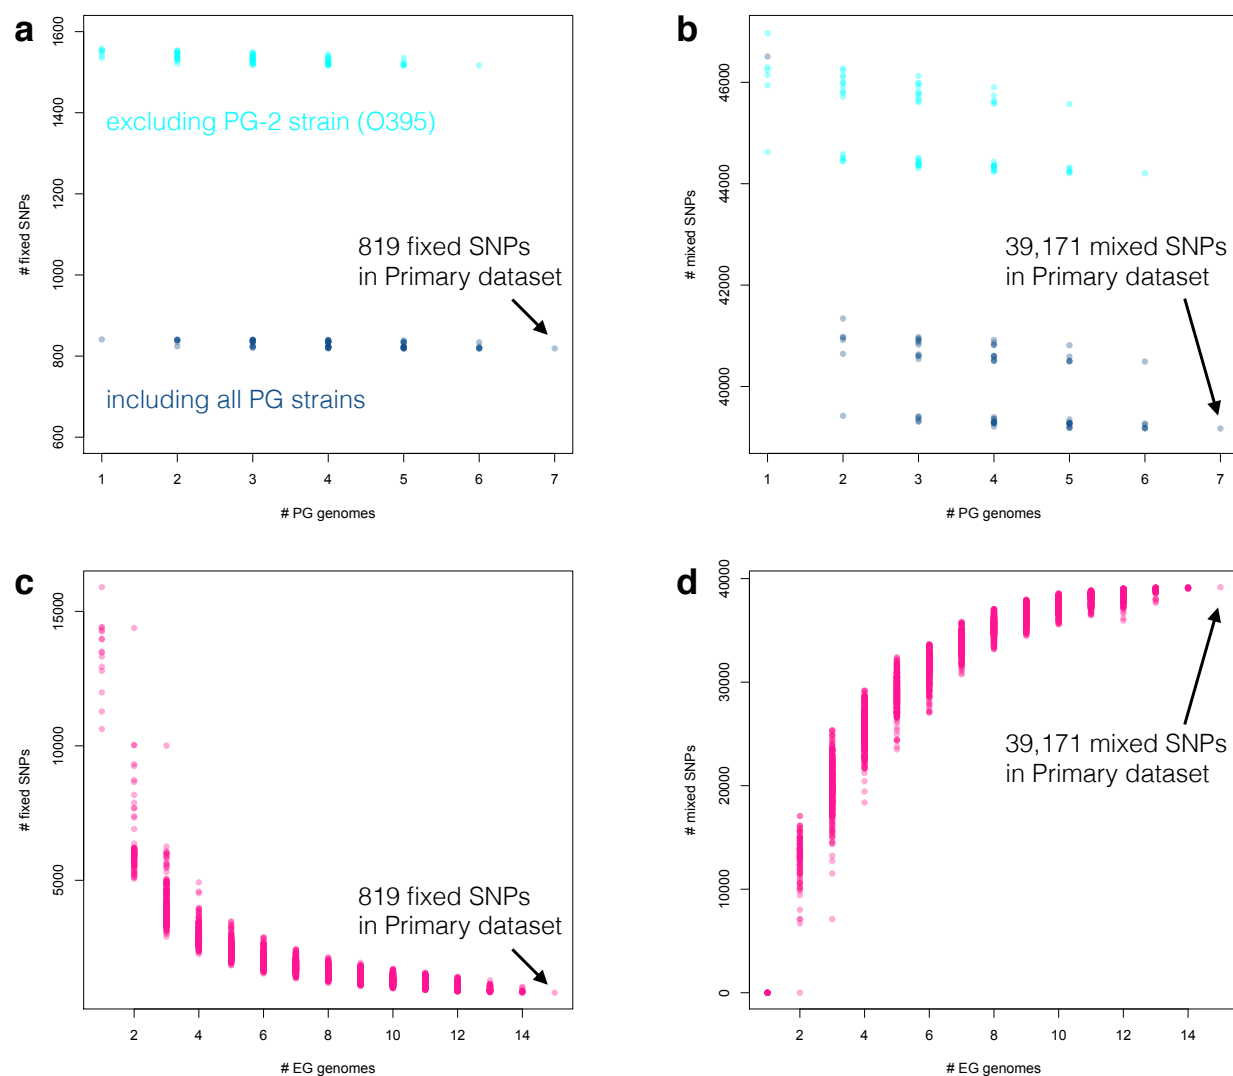 a
# fixed SNPs
600
800
1000
1200
1400
1600
excluding PG-2 strain (O395)
819 fixed SNPs
in Primary dataset
including all PG strains
1 2 3 4 5 6 7
# PG genomes
b
# mixed SNPs
40000
42000
44000
46000
39,171 mixed SNPs
in Primary dataset
1 2 3 4 5 6 7
# PG genomes
c
# fixed SNPs
5000
10000
15000
819 fixed SNPs
in Primary dataset
2 4 6 8 10 12 14
# EG genomes
d
# mixed SNPs
0
10000
20000
30000
40000
39,171 mixed SNPs
in Primary dataset
2 4 6 8 10 12 14
# EG genomes